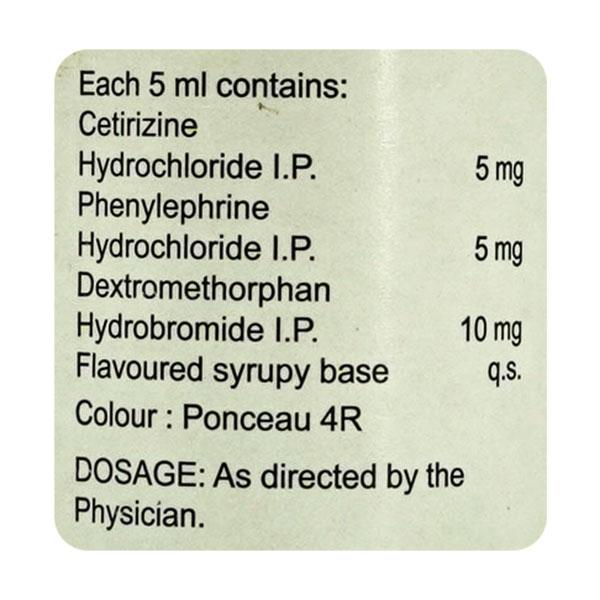 Each 5 ml contains:
Cetirizine
Hydrochloride I.P. 5 mg
Phenylephrine
Hydrochloride I.P. 5 mg
Dextromethorphan
Hydrobromide I.P. 10 mg
Flavoured syrupy base q.s.
Colour : Ponceau 4R
DOSAGE: As directed by the
Physician.